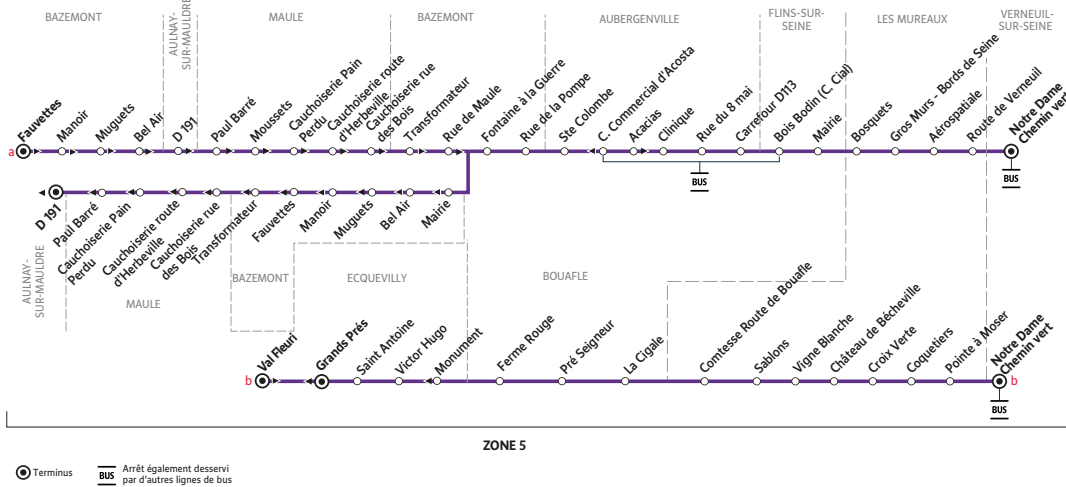 BAZEMONT
AULNAY-
SUR-MAULDRE
MAULE
BAZEMONT
AUBERGENVILLE
FLINS-SUR-
SEINE
LES MUREAUX
VERNEUIL-
SUR-SEINE
a
Fauvettes
Manoir
Muguets
Bel Air
D 191
Paul Barré
Moussets
Cauchoiserie Pain
Perdu
Cauchoiserie route
d'Herbeville
Cauchoiserie rue
des Bois
Transformateur
Rue de Maule
Fontaine à la Guerre
Rue de la Pompe
Ste Colombe
C. Commercial d'Acosta
Acacias
Clinique
Rue du 8 mai
Carrefour D113
Bois Bodin (C. Cial)
Mairie
Bosquets
Gros Murs - Bords de Seine
Aérospatiale
Route de Verneuil
Notre Dame
Chemin vert
BUS
BUS
D 191
Paul Barré
Cauchoiserie Pain
Perdu
Cauchoiserie route
d'Herbeville
Cauchoiserie rue
des Bois
Transformateur
Fauvettes
Manoir
Muguets
Bel Air
Mairie
AULNAY-
SUR-MAULDRE
MAULE
BAZEMONT
ECQUEVILLY
BOUAFLE
b
Val Fleuri
Grands Prés
Saint Antoine
Victor Hugo
Monument
Ferme Rouge
Pré Seigneur
La Cigale
Comtesse Route de Bouafle
Sablons
Vigne Blanche
Château de Bécheville
Croix Verte
Coquetiers
Pointe à Moser
Notre Dame
Chemin vert
b
BUS
ZONE 5
Terminus
BUS
Arrêt également desservi
par d'autres lignes de bus